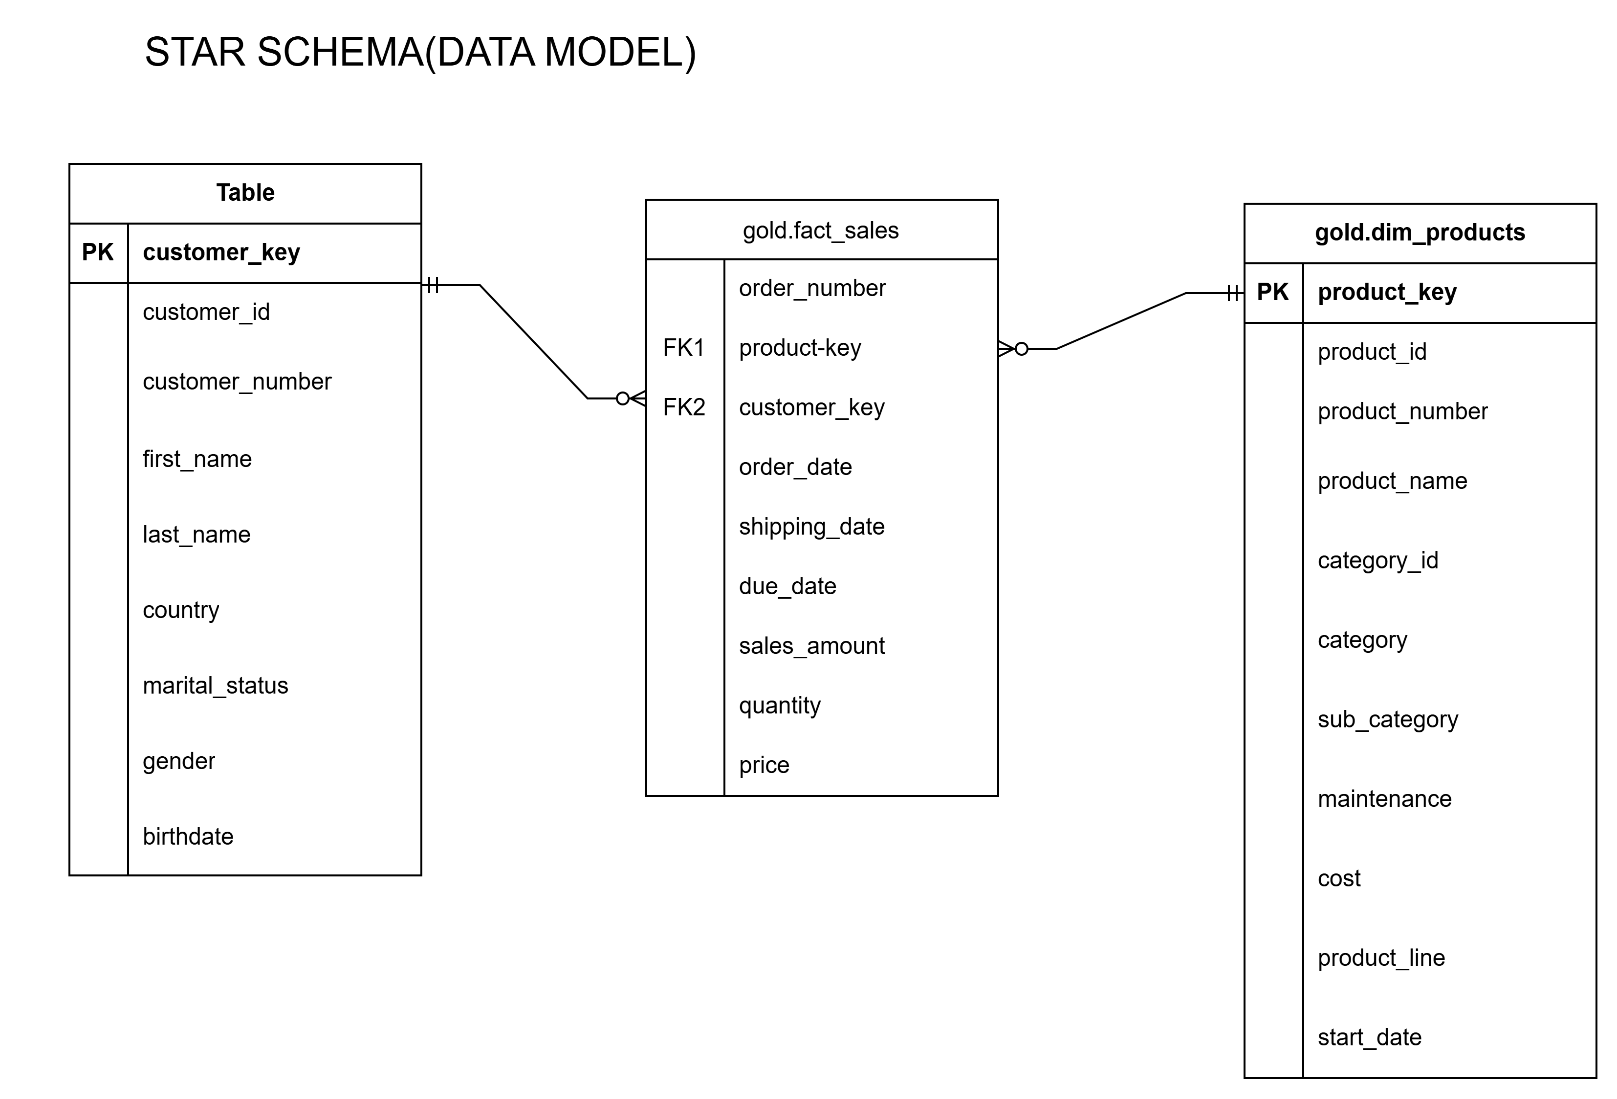 STAR SCHEMA(DATA MODEL)
Table
PK customer_key
customer_id
customer_number
first_name
last_name
country
marital_status
gender
birthdate
gold.fact_sales
order_number
FK1 product-key
FK2 customer_key
order_date
shipping_date
due_date
sales_amount
quantity
price
gold.dim_products
PK product_key
product_id
product_number
product_name
category_id
category
sub_category
maintenance
cost
product_line
start_date